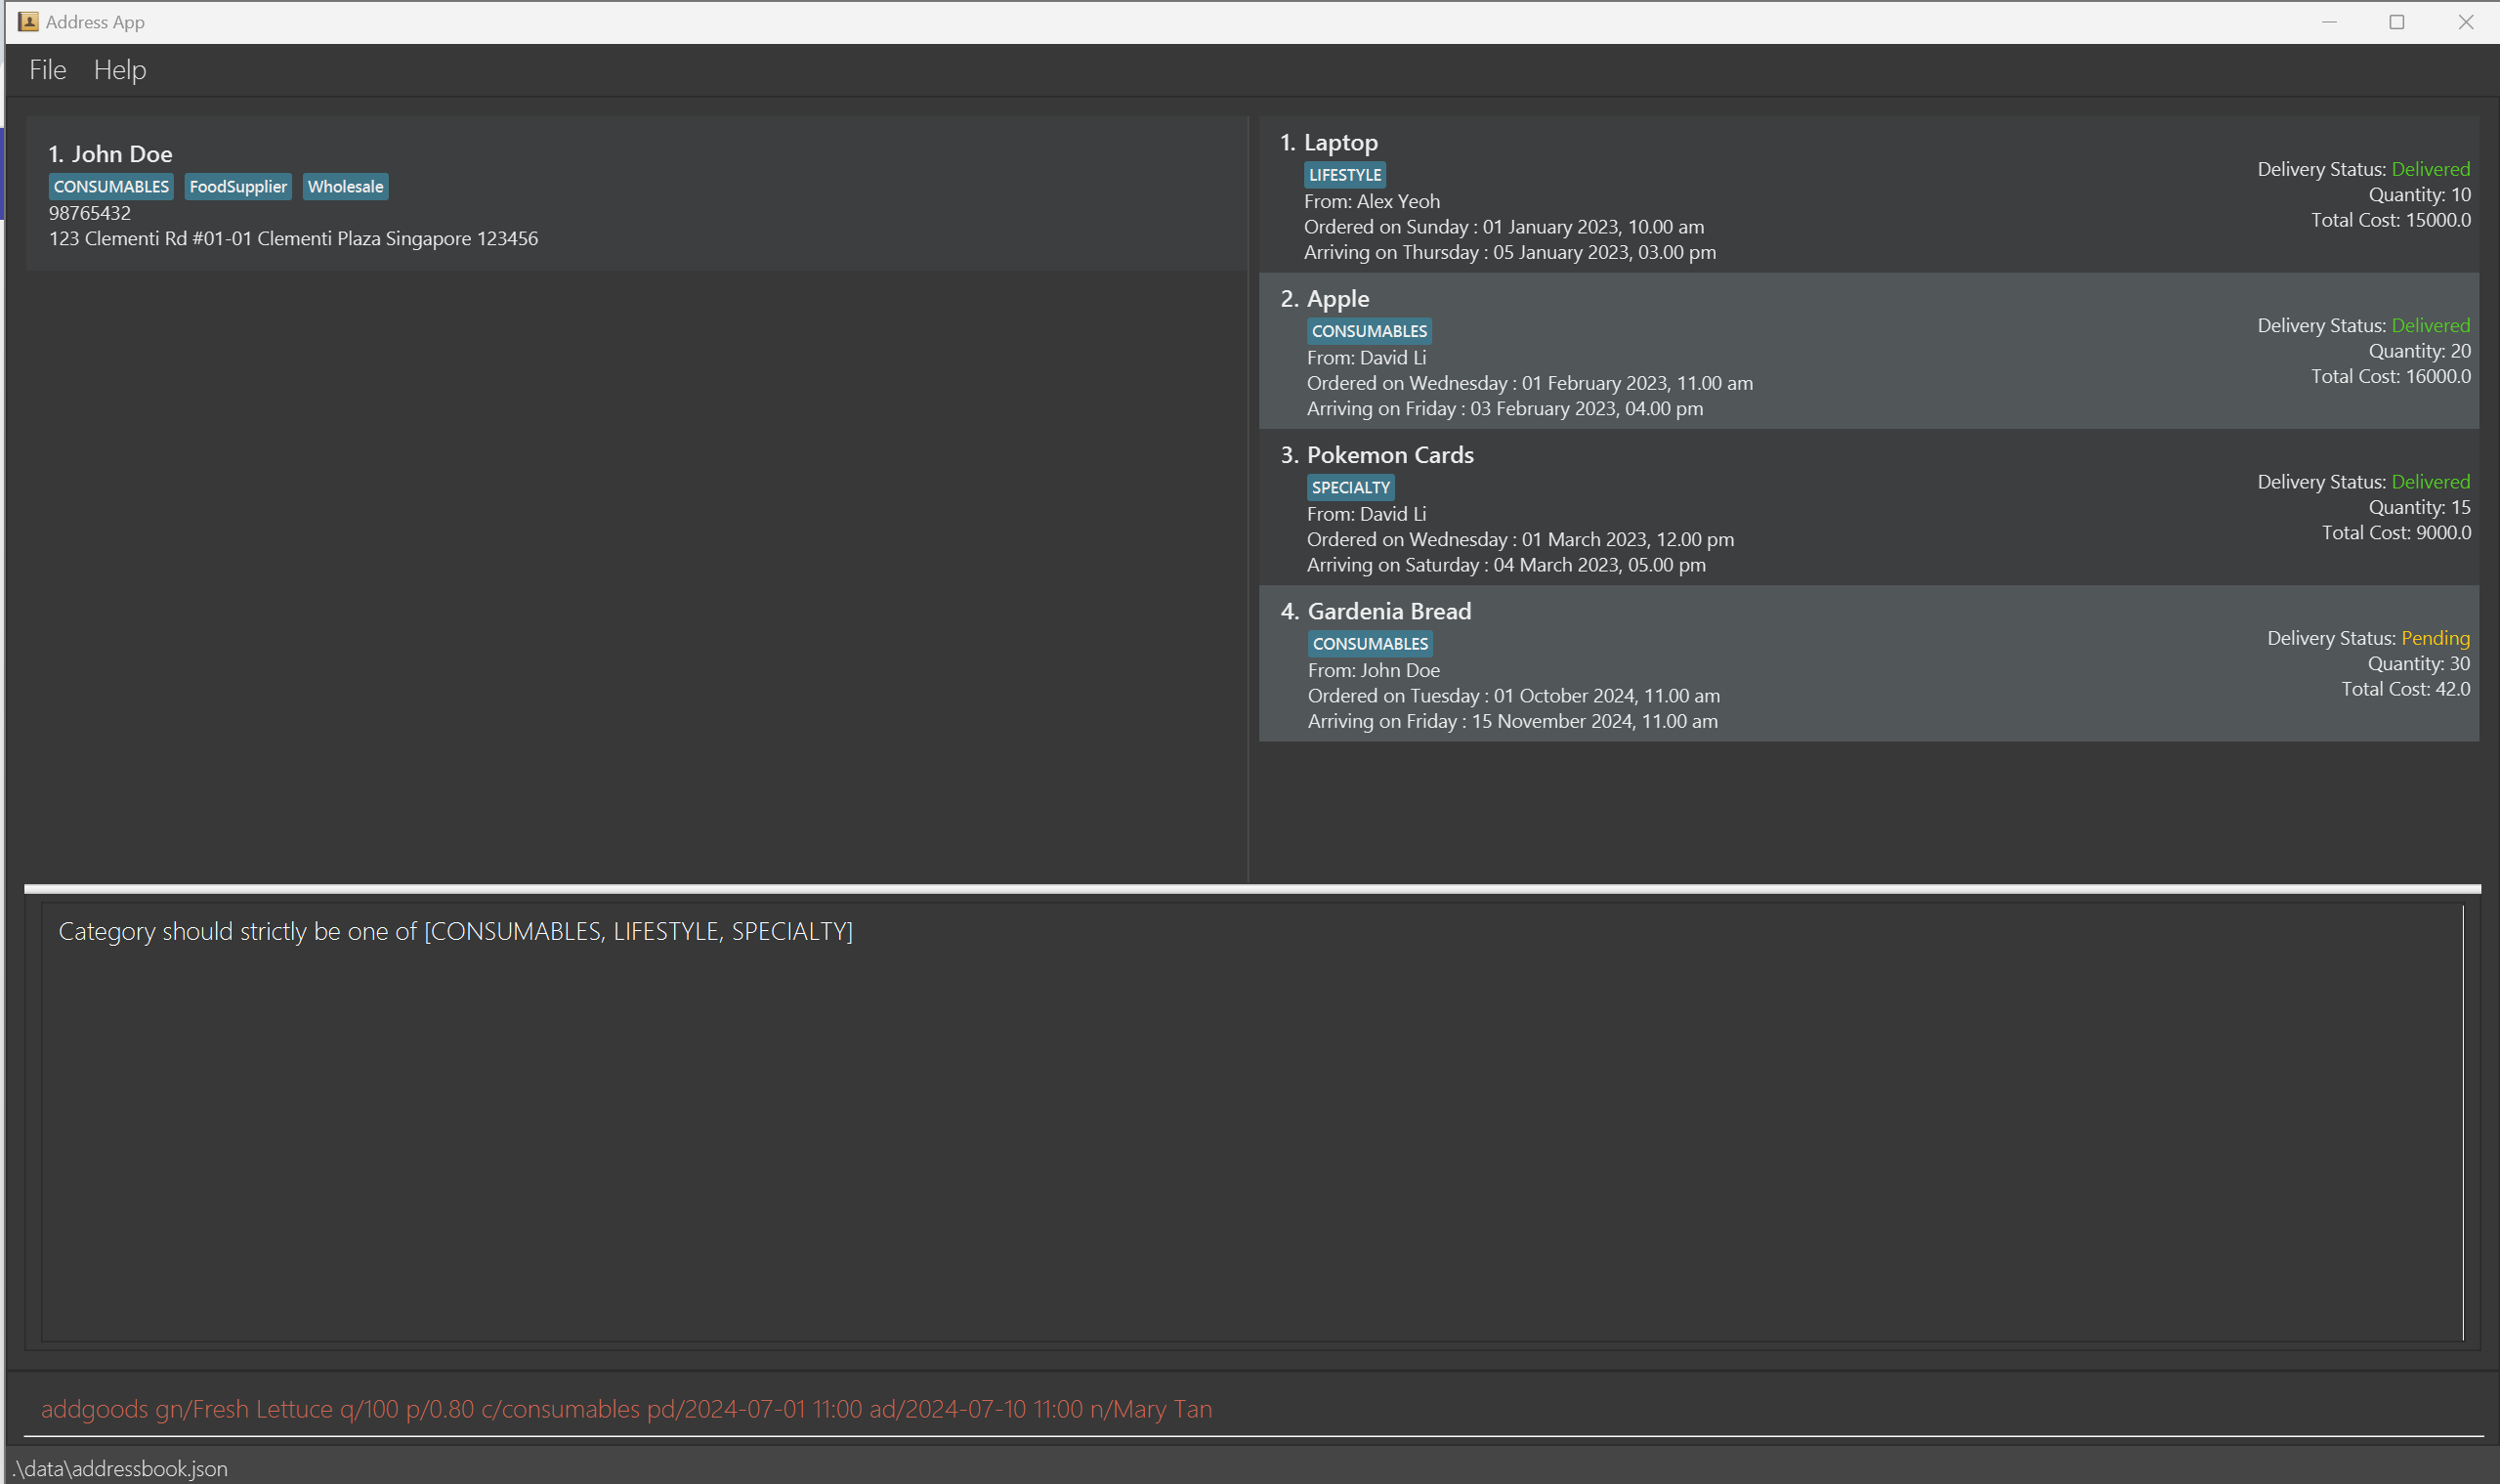 Address App
File Help
1. John Doe
CONSUMABLES FoodSupplier Wholesale
98765432
123 Clementi Rd #01-01 Clementi Plaza Singapore 123456
1. Laptop
LIFESTYLE
From: Alex Yeoh
Ordered on Sunday : 01 January 2023, 10.00 am
Arriving on Thursday : 05 January 2023, 03.00 pm
Delivery Status: Delivered
Quantity: 10
Total Cost: 15000.0
2. Apple
CONSUMABLES
From: David Li
Ordered on Wednesday : 01 February 2023, 11.00 am
Arriving on Friday : 03 February 2023, 04.00 pm
Delivery Status: Delivered
Quantity: 20
Total Cost: 16000.0
3. Pokemon Cards
SPECIALTY
From: David Li
Ordered on Wednesday : 01 March 2023, 12.00 pm
Arriving on Saturday : 04 March 2023, 05.00 pm
Delivery Status: Delivered
Quantity: 15
Total Cost: 9000.0
4. Gardenia Bread
CONSUMABLES
From: John Doe
Ordered on Tuesday : 01 October 2024, 11.00 am
Arriving on Friday : 15 November 2024, 11.00 am
Delivery Status: Pending
Quantity: 30
Total Cost: 42.0
Category should strictly be one of [CONSUMABLES, LIFESTYLE, SPECIALTY]
addgoods gn/Fresh Lettuce q/100 p/0.80 c/consumables pd/2024-07-01 11:00 ad/2024-07-10 11:00 n/Mary Tan
.\data\addressbook.json